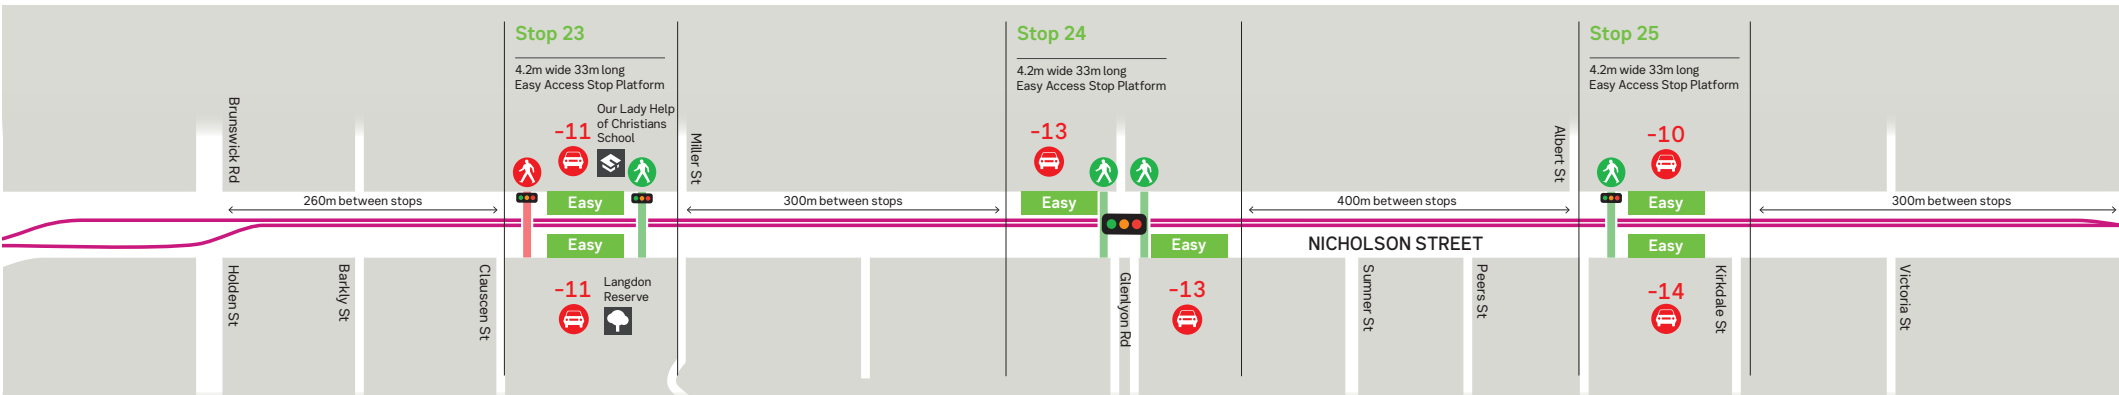 Stop 23
4.2m wide 33m long
Easy Access Stop Platform
Our Lady Help
of Christians
School
-11
Stop 24
4.2m wide 33m long
Easy Access Stop Platform
-13
Stop 25
4.2m wide 33m long
Easy Access Stop Platform
-10
Brunswick Rd
Miller St
Albert St
260m between stops
Easy
300m between stops
Easy
400m between stops
Easy
300m between stops
Easy
Easy
NICHOLSON STREET
Easy
Holden St
Barkly St
Clauscen St
-11
Langdon
Reserve
Glenlyon Rd
-13
Sumner St
Peers St
-14
Kirkdale St
Victoria St